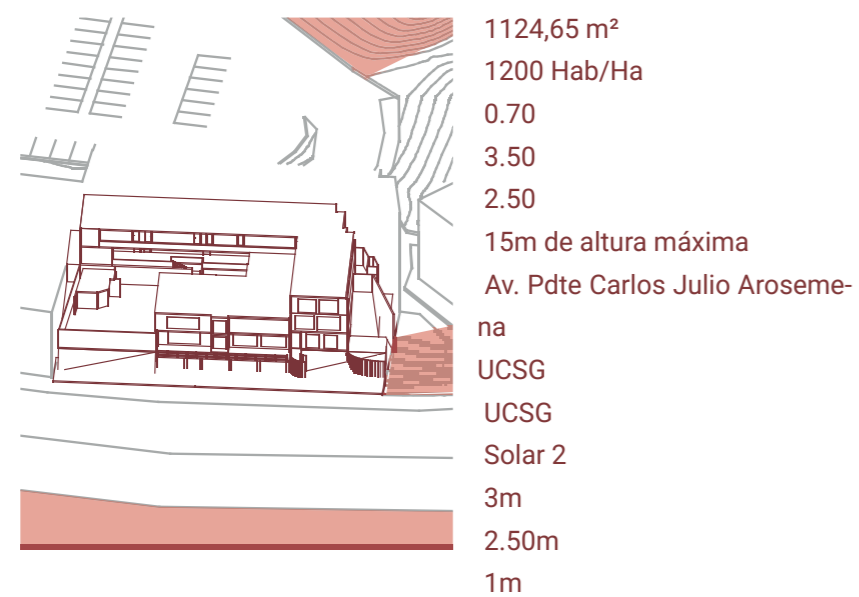 1124,65 m²
1200 Hab/Ha
0.70
3.50
2.50
15m de altura máxima
Av. Pdte Carlos Julio Aroseme-
na
UCSG
UCSG
Solar 2
3m
2.50m
1m